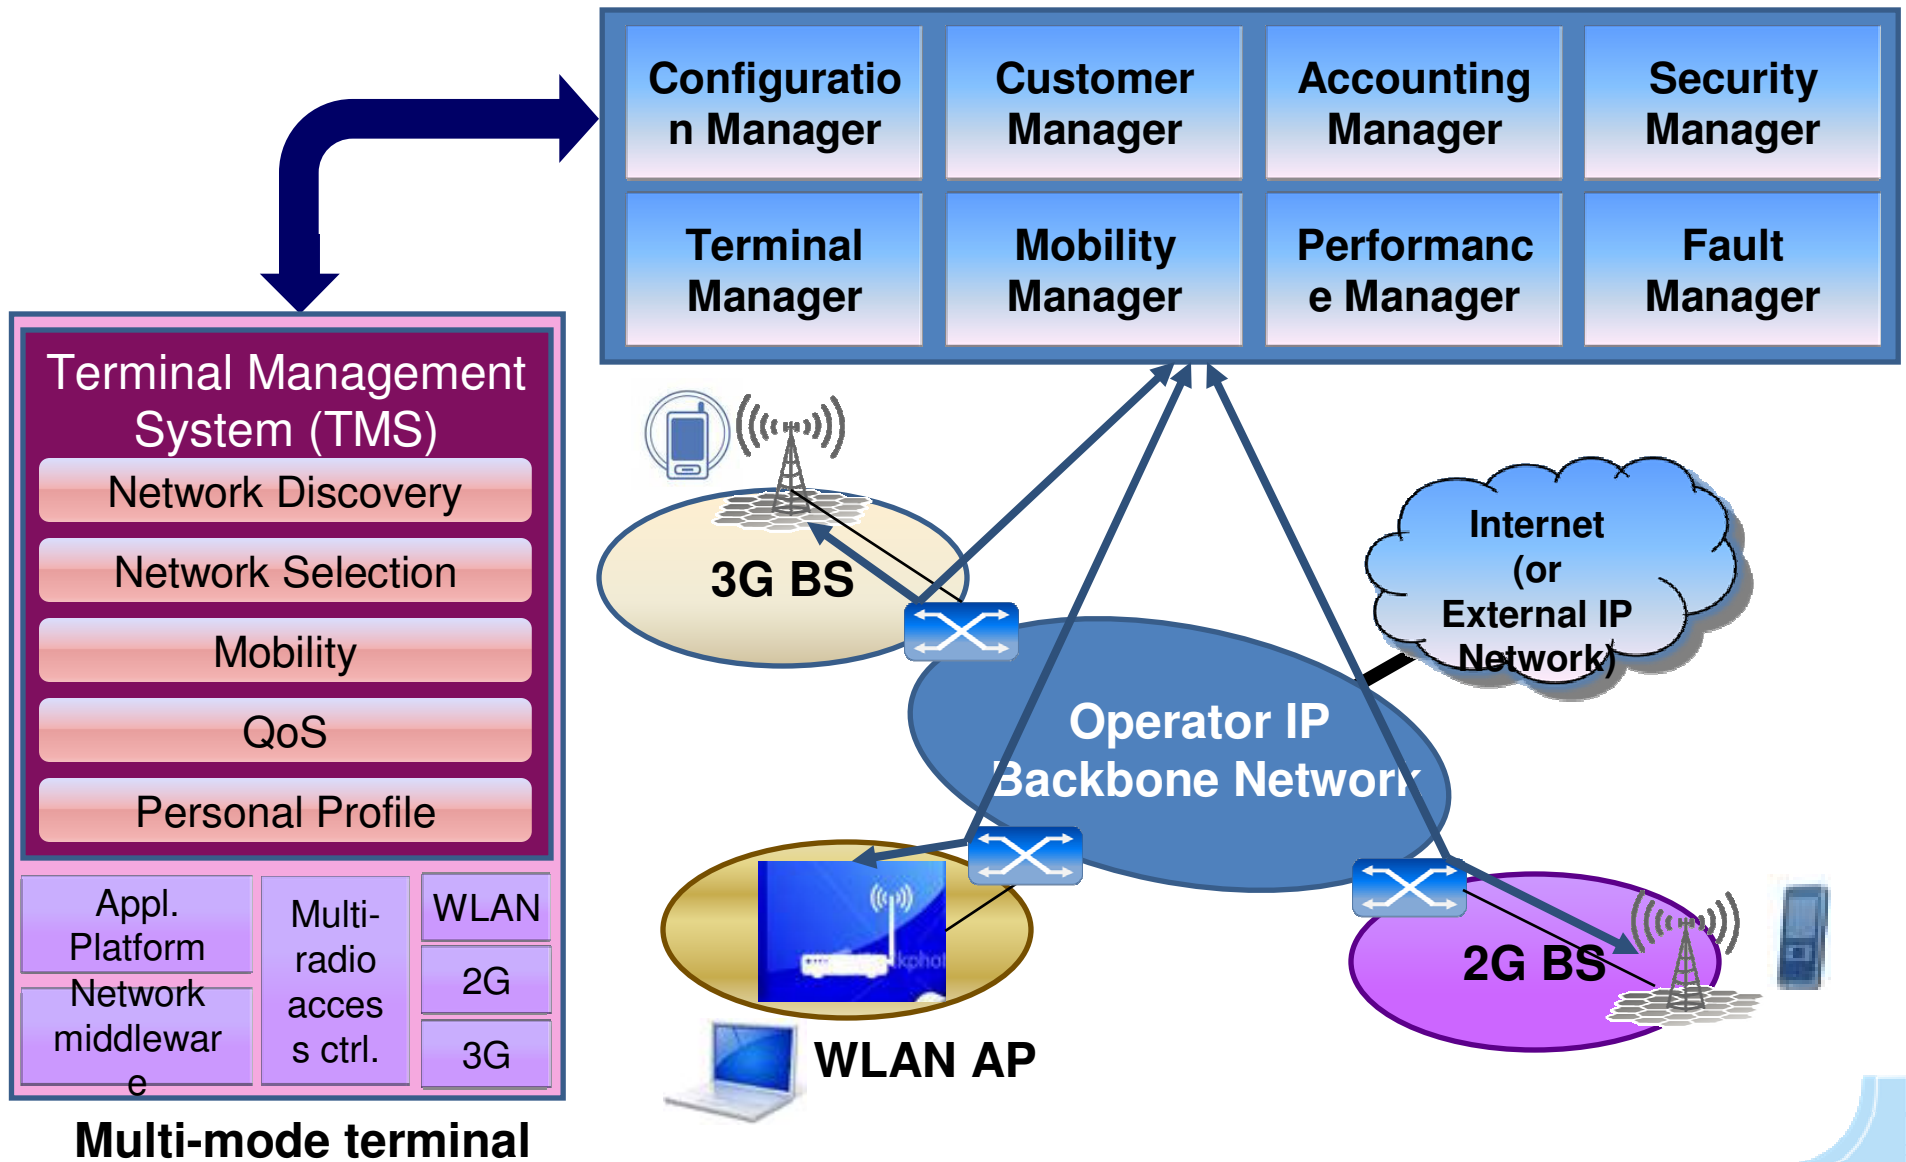 Configuratio
n Manager
Customer
Manager
Accounting
Manager
Security
Manager
Terminal
Manager
Mobility
Manager
Performanc
e Manager
Fault
Manager
Terminal Management
System (TMS)
Network Discovery
Network Selection
Mobility
QoS
Personal Profile
Appl.
Platform
Network
middlewar
e
Multi-
radio
acces
s ctrl.
WLAN
2G
3G
Multi-mode terminal
3G BS
Internet
(or
External IP
Network)
Operator IP
Backbone Network
2G BS
WLAN AP